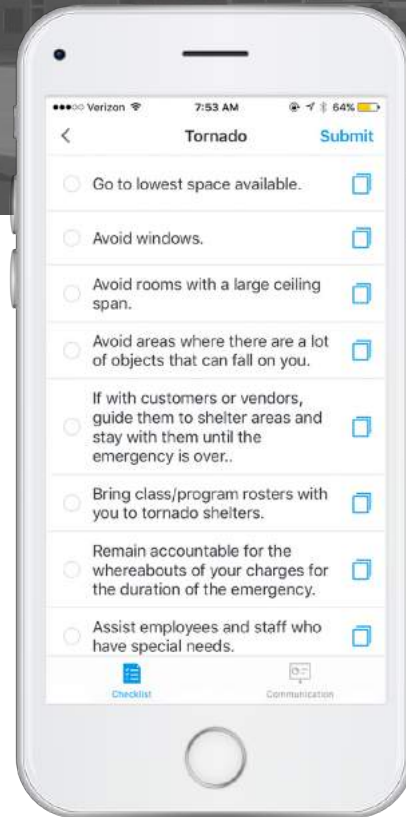 Verizon 7:53 AM 64%
Tornado Submit
Go to lowest space available.
Avoid windows.
Avoid rooms with a large ceiling
span.
Avoid areas where there are a lot
of objects that can fall on you.
If with customers or vendors,
guide them to shelter areas and
stay with them until the
emergency is over..
Bring class/program rosters with
you to tornado shelters.
Remain accountable for the
whereabouts of your charges for
the duration of the emergency.
Assist employees and staff who
have special needs.
Checklist Communication